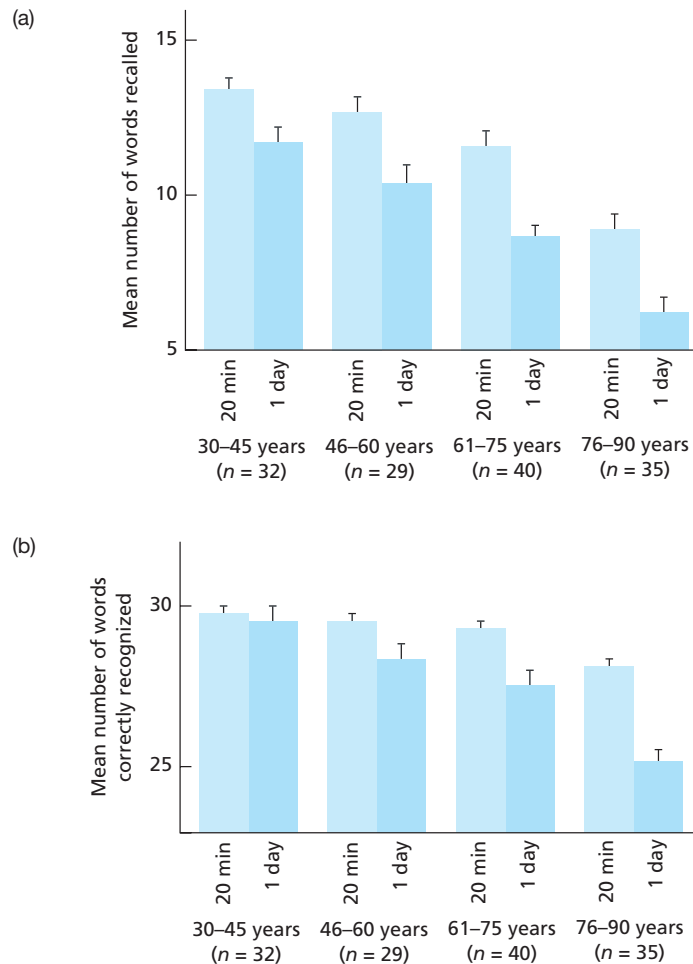 (a)
Mean number of words recalled
15
10
5
20 min
1 day
20 min
1 day
20 min
1 day
20 min
1 day
30–45 years
(n = 32)
46–60 years
(n = 29)
61–75 years
(n = 40)
76–90 years
(n = 35)
(b)
Mean number of words
correctly recognized
30
25
20 min
1 day
20 min
1 day
20 min
1 day
20 min
1 day
30–45 years
(n = 32)
46–60 years
(n = 29)
61–75 years
(n = 40)
76–90 years
(n = 35)